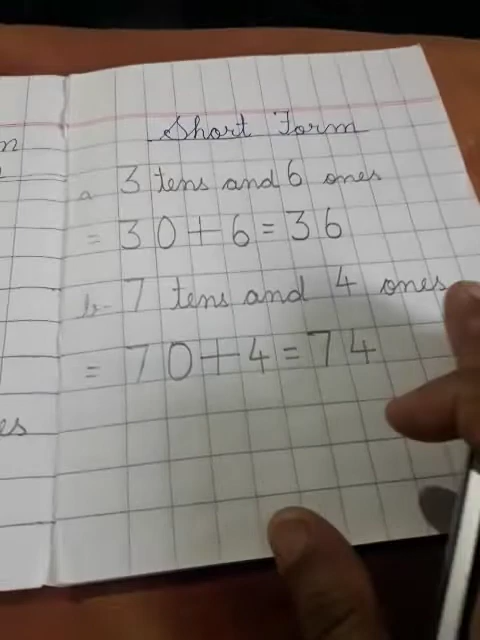 Short Form
a 3 tens and 6 ones
= 30+6=36
b- 7 tens and 4 ones
= 70+4=74